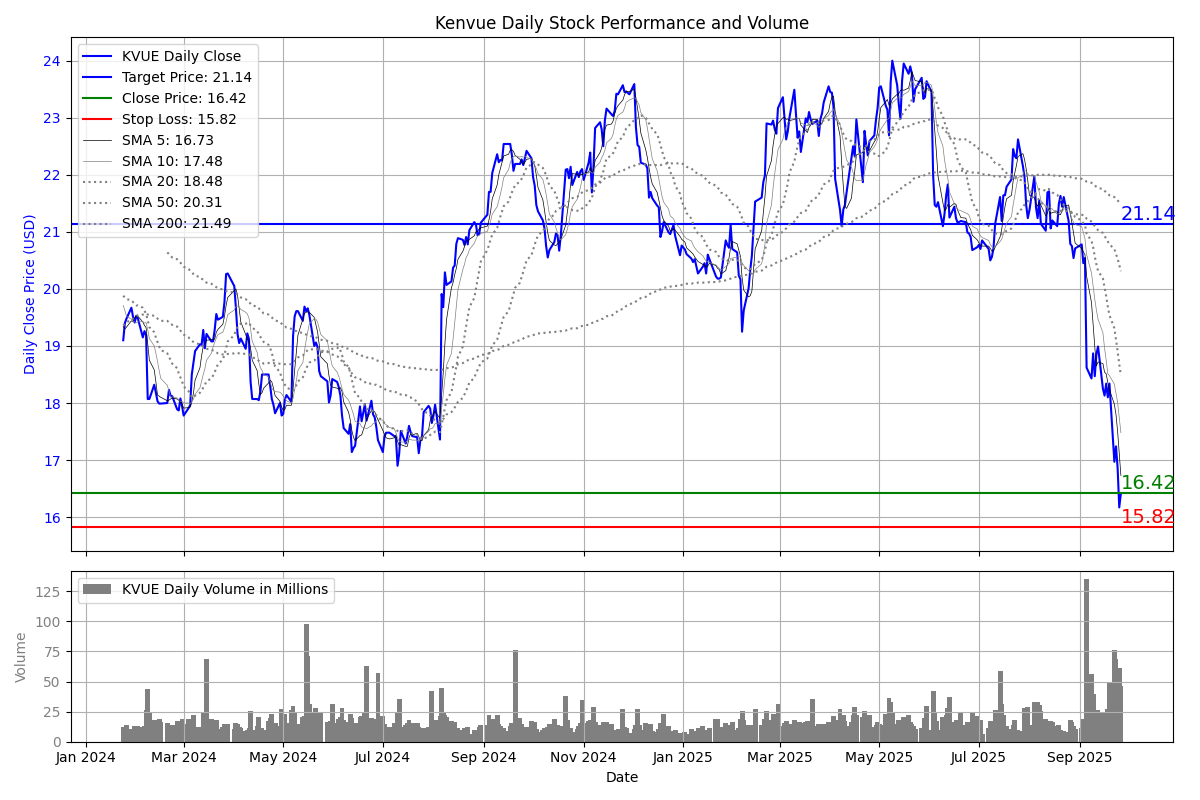 Kenvue Daily Stock Performance and Volume
KVUE Daily Close
Target Price: 21.14
Close Price: 16.42
Stop Loss: 15.82
SMA 5: 16.73
SMA 10: 17.48
SMA 20: 18.48
SMA 50: 20.31
SMA 200: 21.49
Daily Close Price (USD)
24
23
22
21
20
19
18
17
16
21.14
16.42
15.82
KVUE Daily Volume in Millions
Volume
125
100
75
50
25
0
Jan 2024 Mar 2024 May 2024 Jul 2024 Sep 2024 Nov 2024 Jan 2025 Mar 2025 May 2025 Jul 2025 Sep 2025
Date